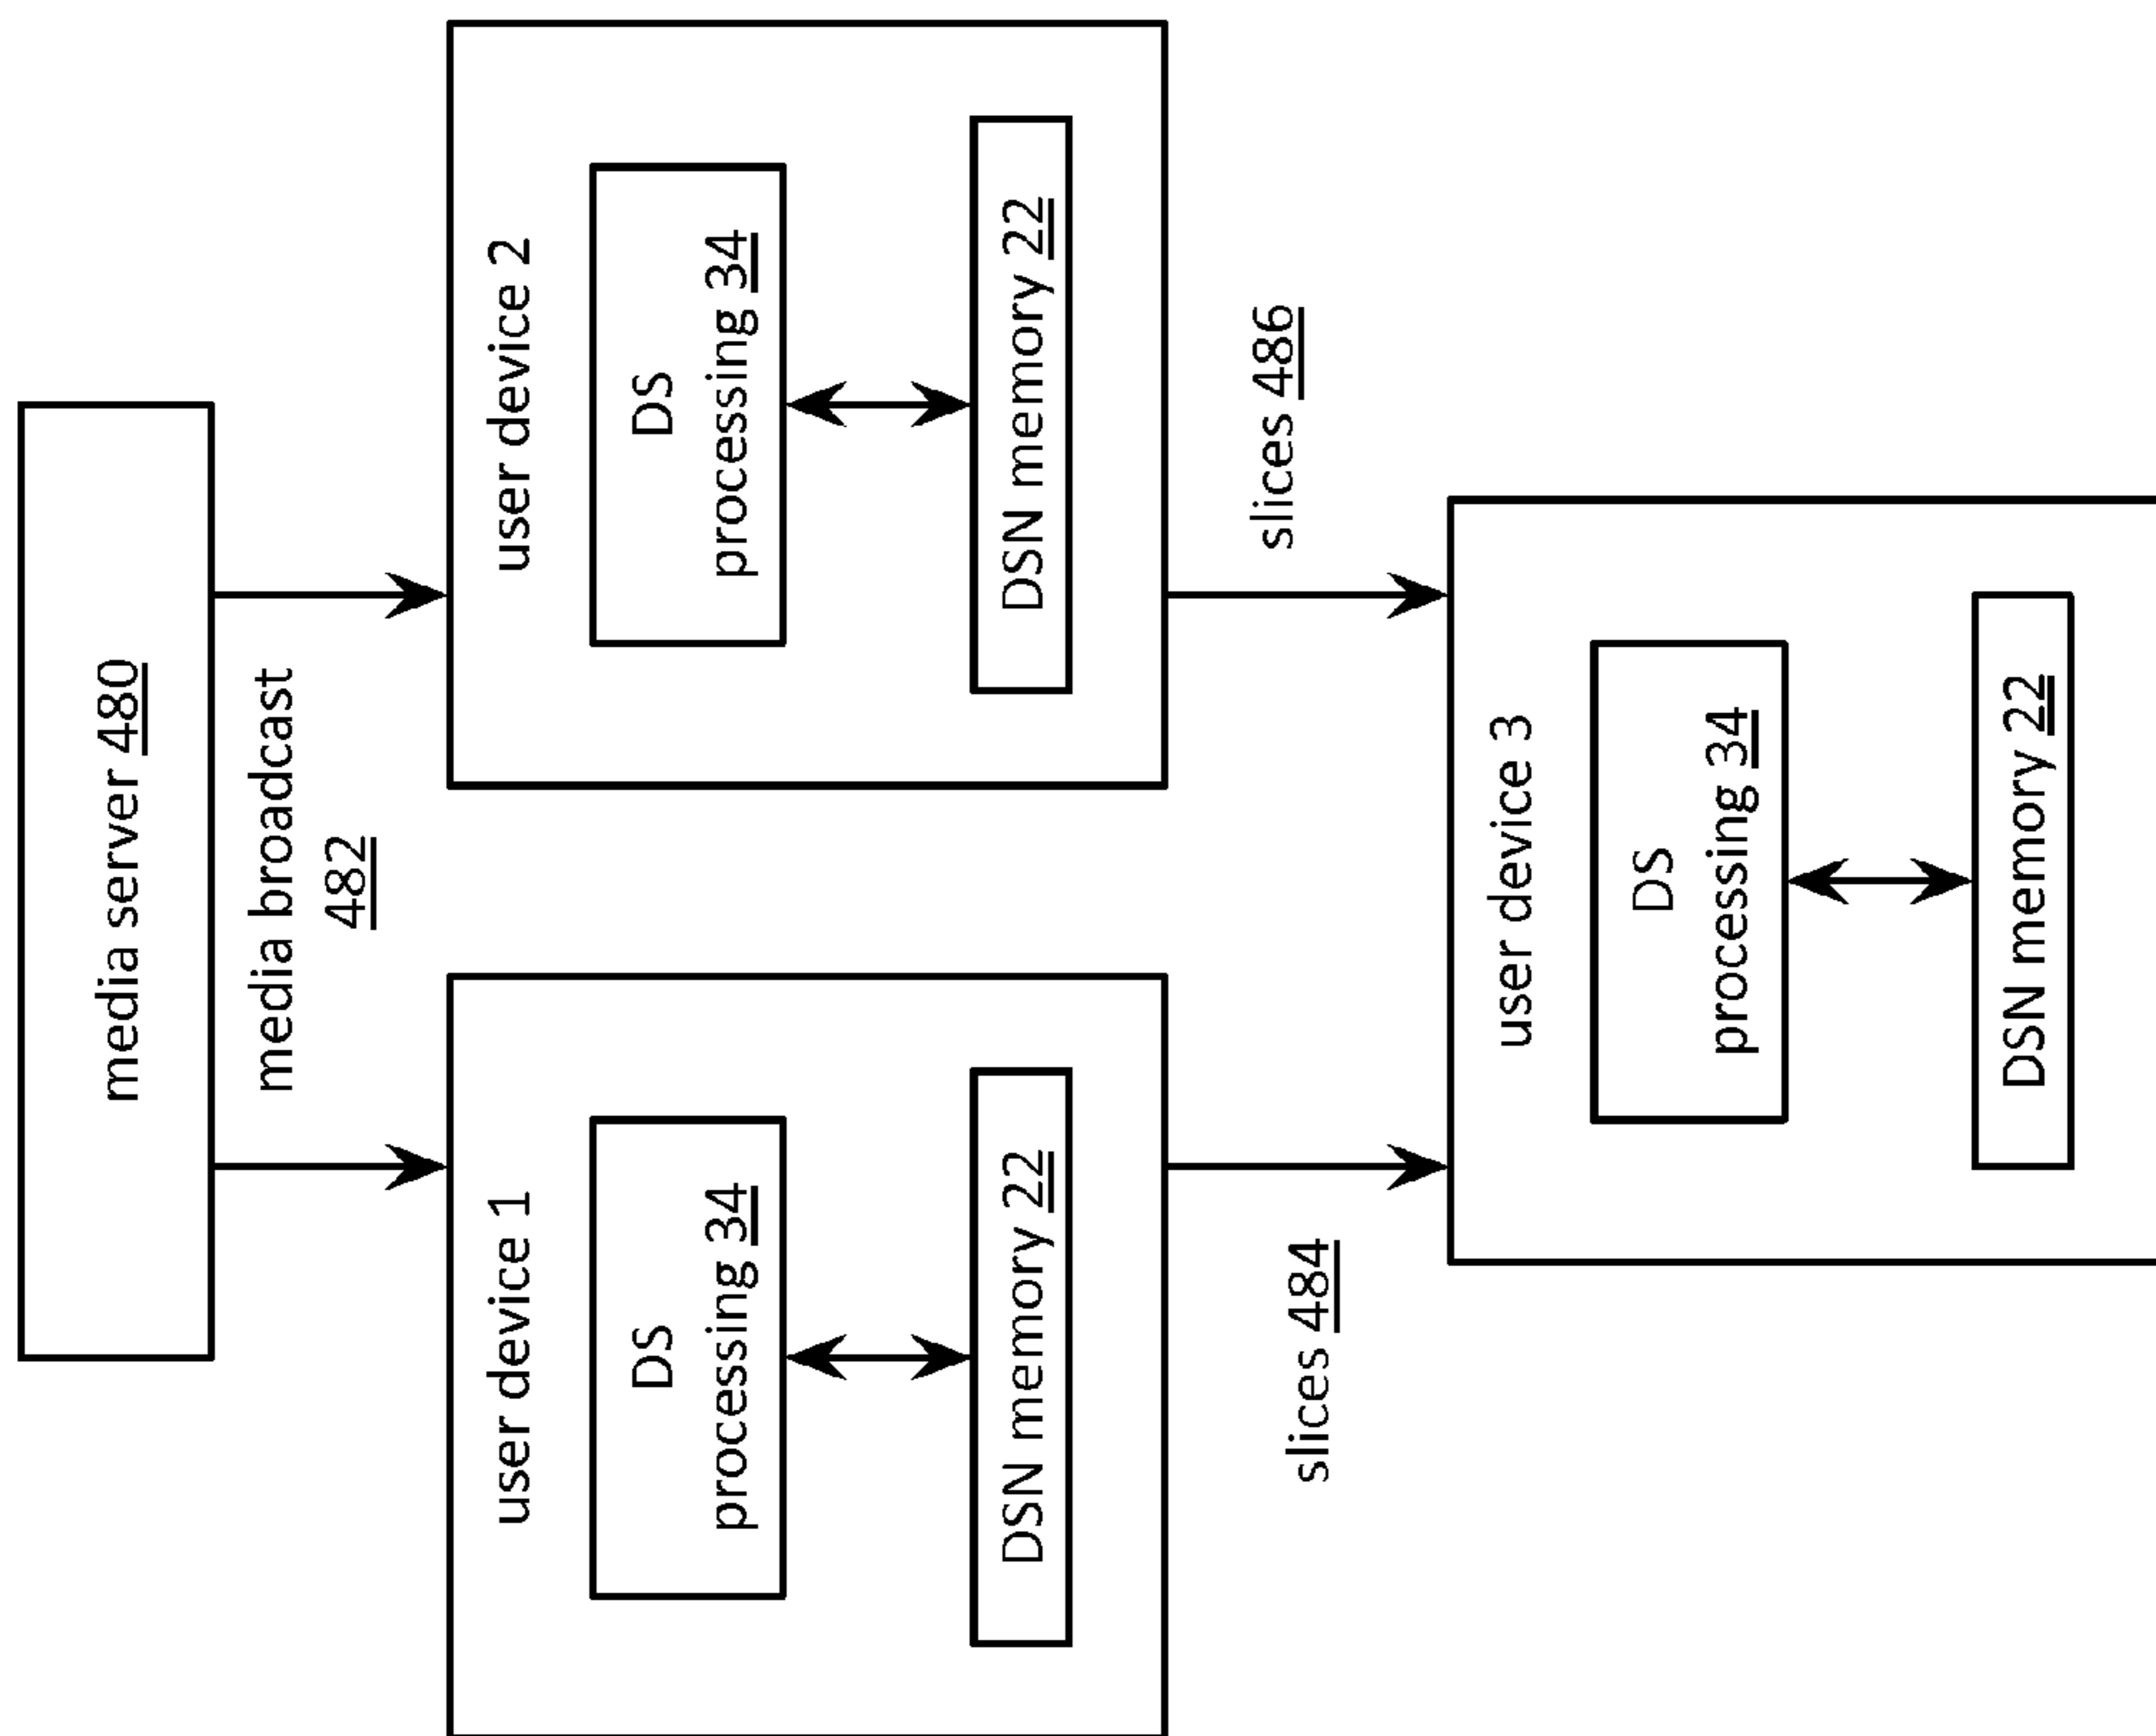 media server 480
media broadcast
482
user device 1
DS
processing 34
DSN memory 22
user device 2
DS
processing 34
DSN memory 22
slices 484
slices 486
user device 3
DS
processing 34
DSN memory 22